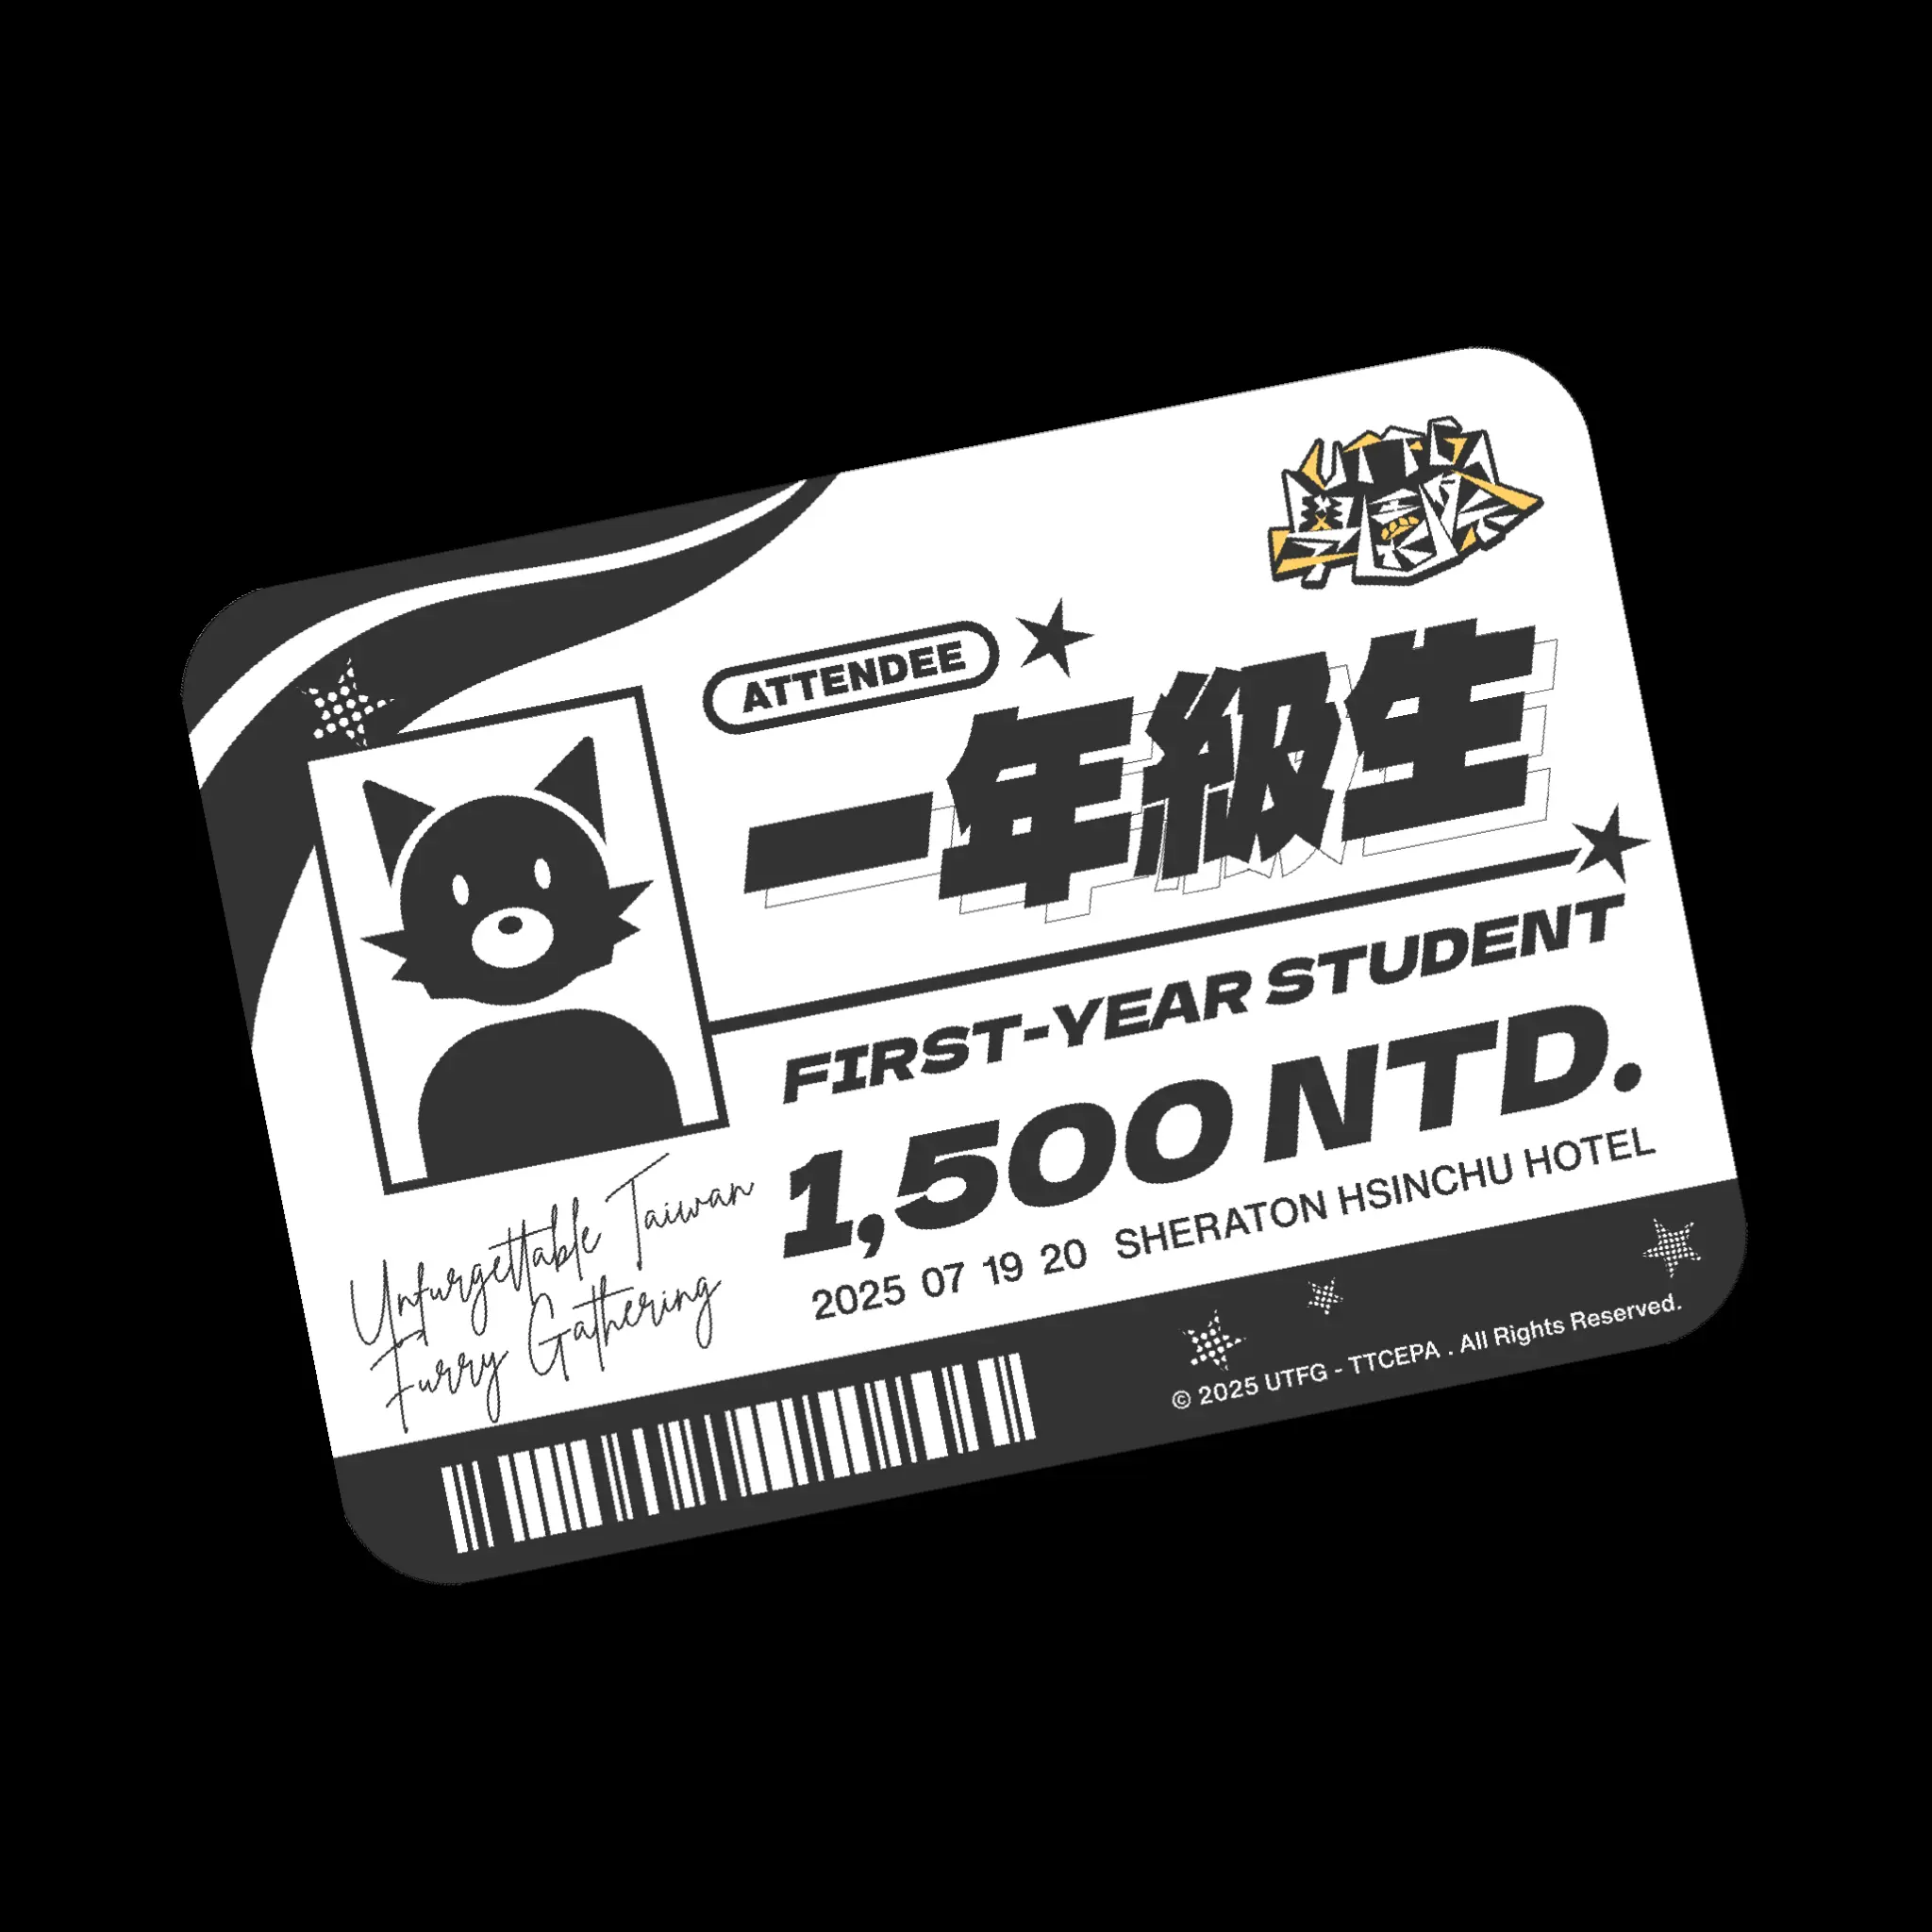 ATTENDEE
一年級生
FIRST-YEAR STUDENT
1,500 NTD.
2025 07 19 20 SHERATON HSINCHU HOTEL
Unfurgettable Taiwan
Furry Gathering
© 2025 UTFG - TTCEPA . All Rights Reserved.